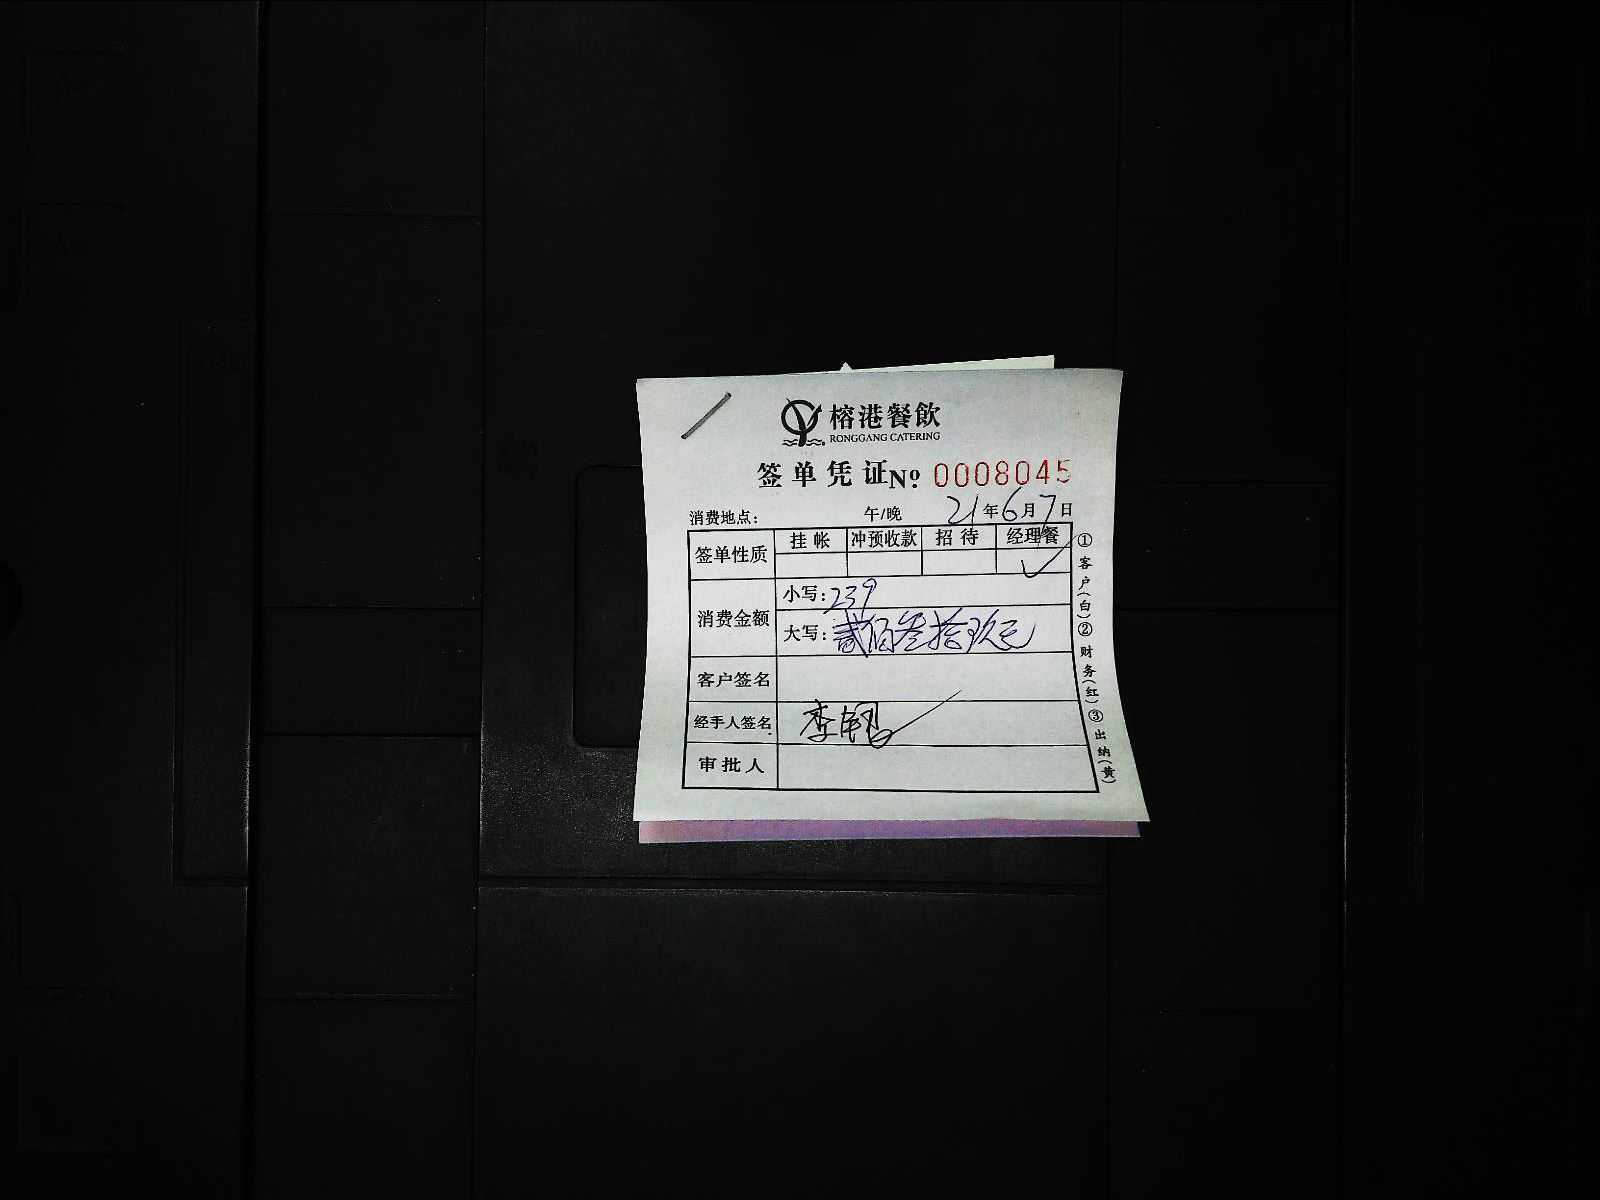 榕港餐飲
RONGGANG CATERING
签单凭证№ 0008045
消费地点: 午/晚 21年6月7日
签单性质 挂帐 冲预收款 招待 经理餐
✓
消费金额
小写:239
大写:贰佰叁拾玖元
客户签名
经手人签名 李
审批人
①客户(白)②财务(红)③出纳(黄)